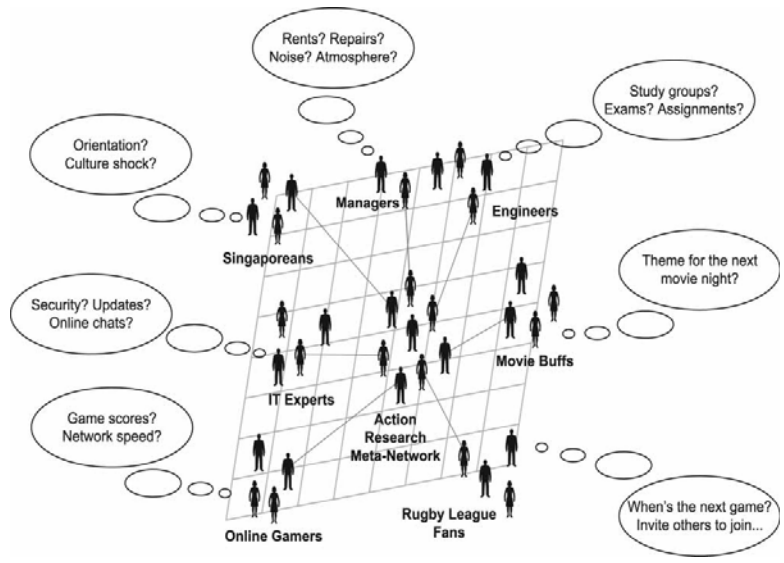 Rents? Repairs?
Noise? Atmosphere?
Study groups?
Exams? Assignments?
Orientation?
Culture shock?
Managers
Engineers
Singaporeans
Theme for the next
movie night?
Security? Updates?
Online chats?
Movie Buffs
IT Experts
Game scores?
Network speed?
Action
Research
Meta-Network
When's the next game?
Invite others to join...
Rugby League
Fans
Online Gamers